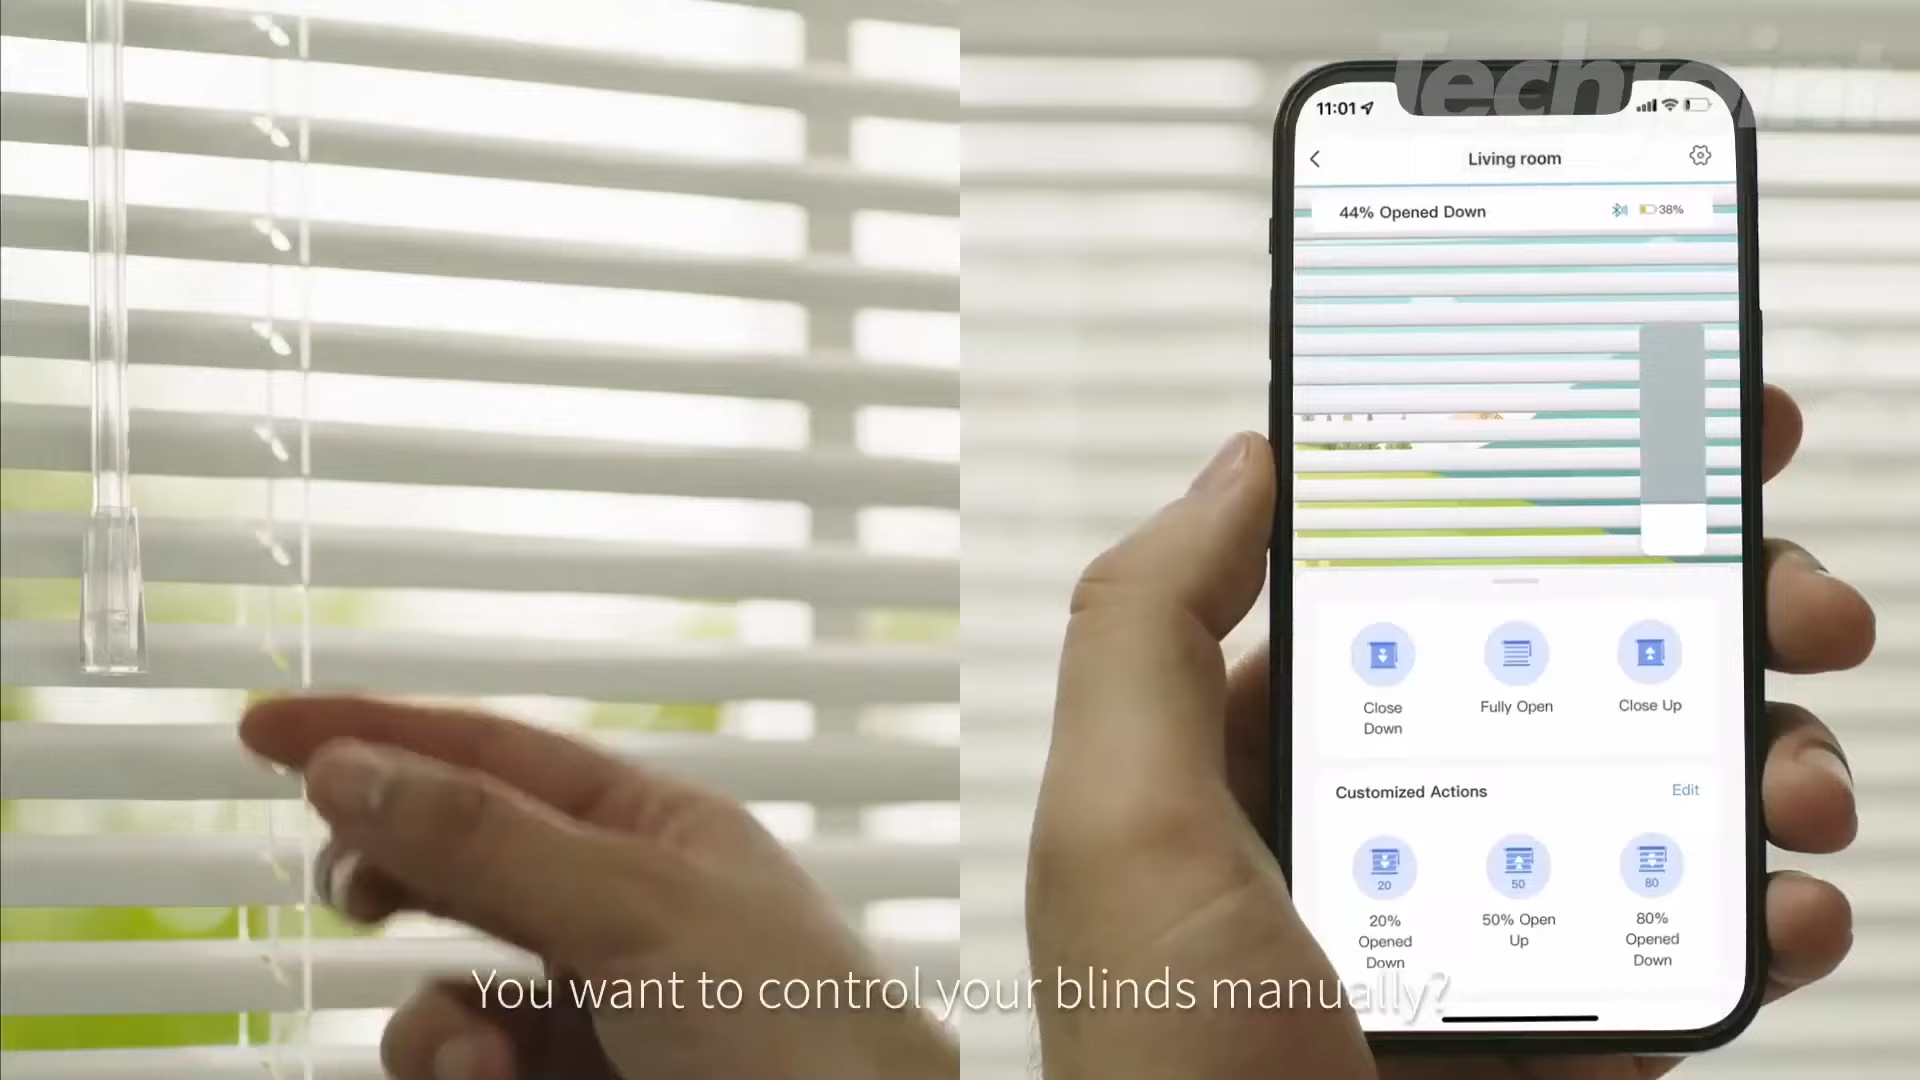 Techjoint
11:01
Living room
44% Opened Down
38%
Close
Down
Fully Open
Close Up
Customized Actions
Edit
20
50
80
20%
Opened
Down
50% Open
Up
80%
Opened
Down
You want to control your blinds manually?